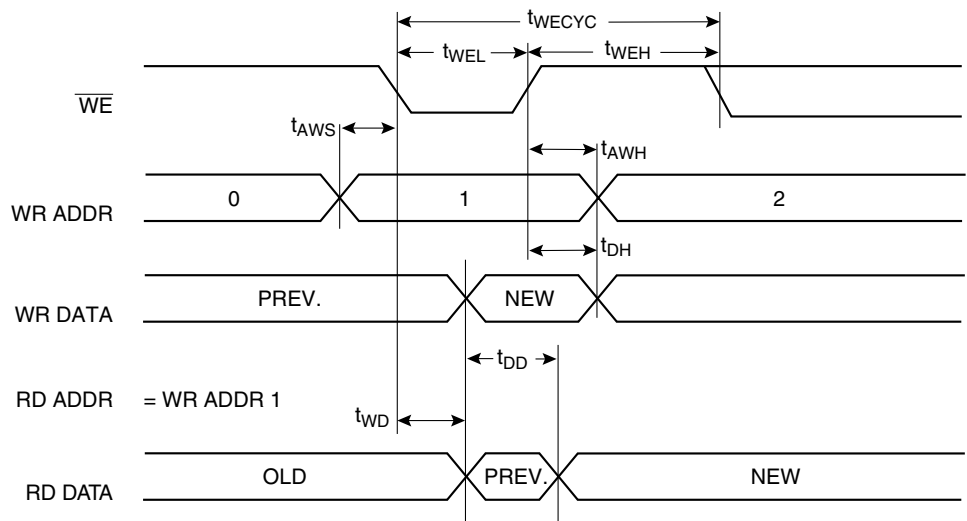 tWECYC
tWEL
tWEH
WE
tAWS
tAWH
WR ADDR
0
1
2
tDH
WR DATA
PREV.
NEW
tDD
RD ADDR = WR ADDR 1
tWD
RD DATA
OLD
PREV.
NEW